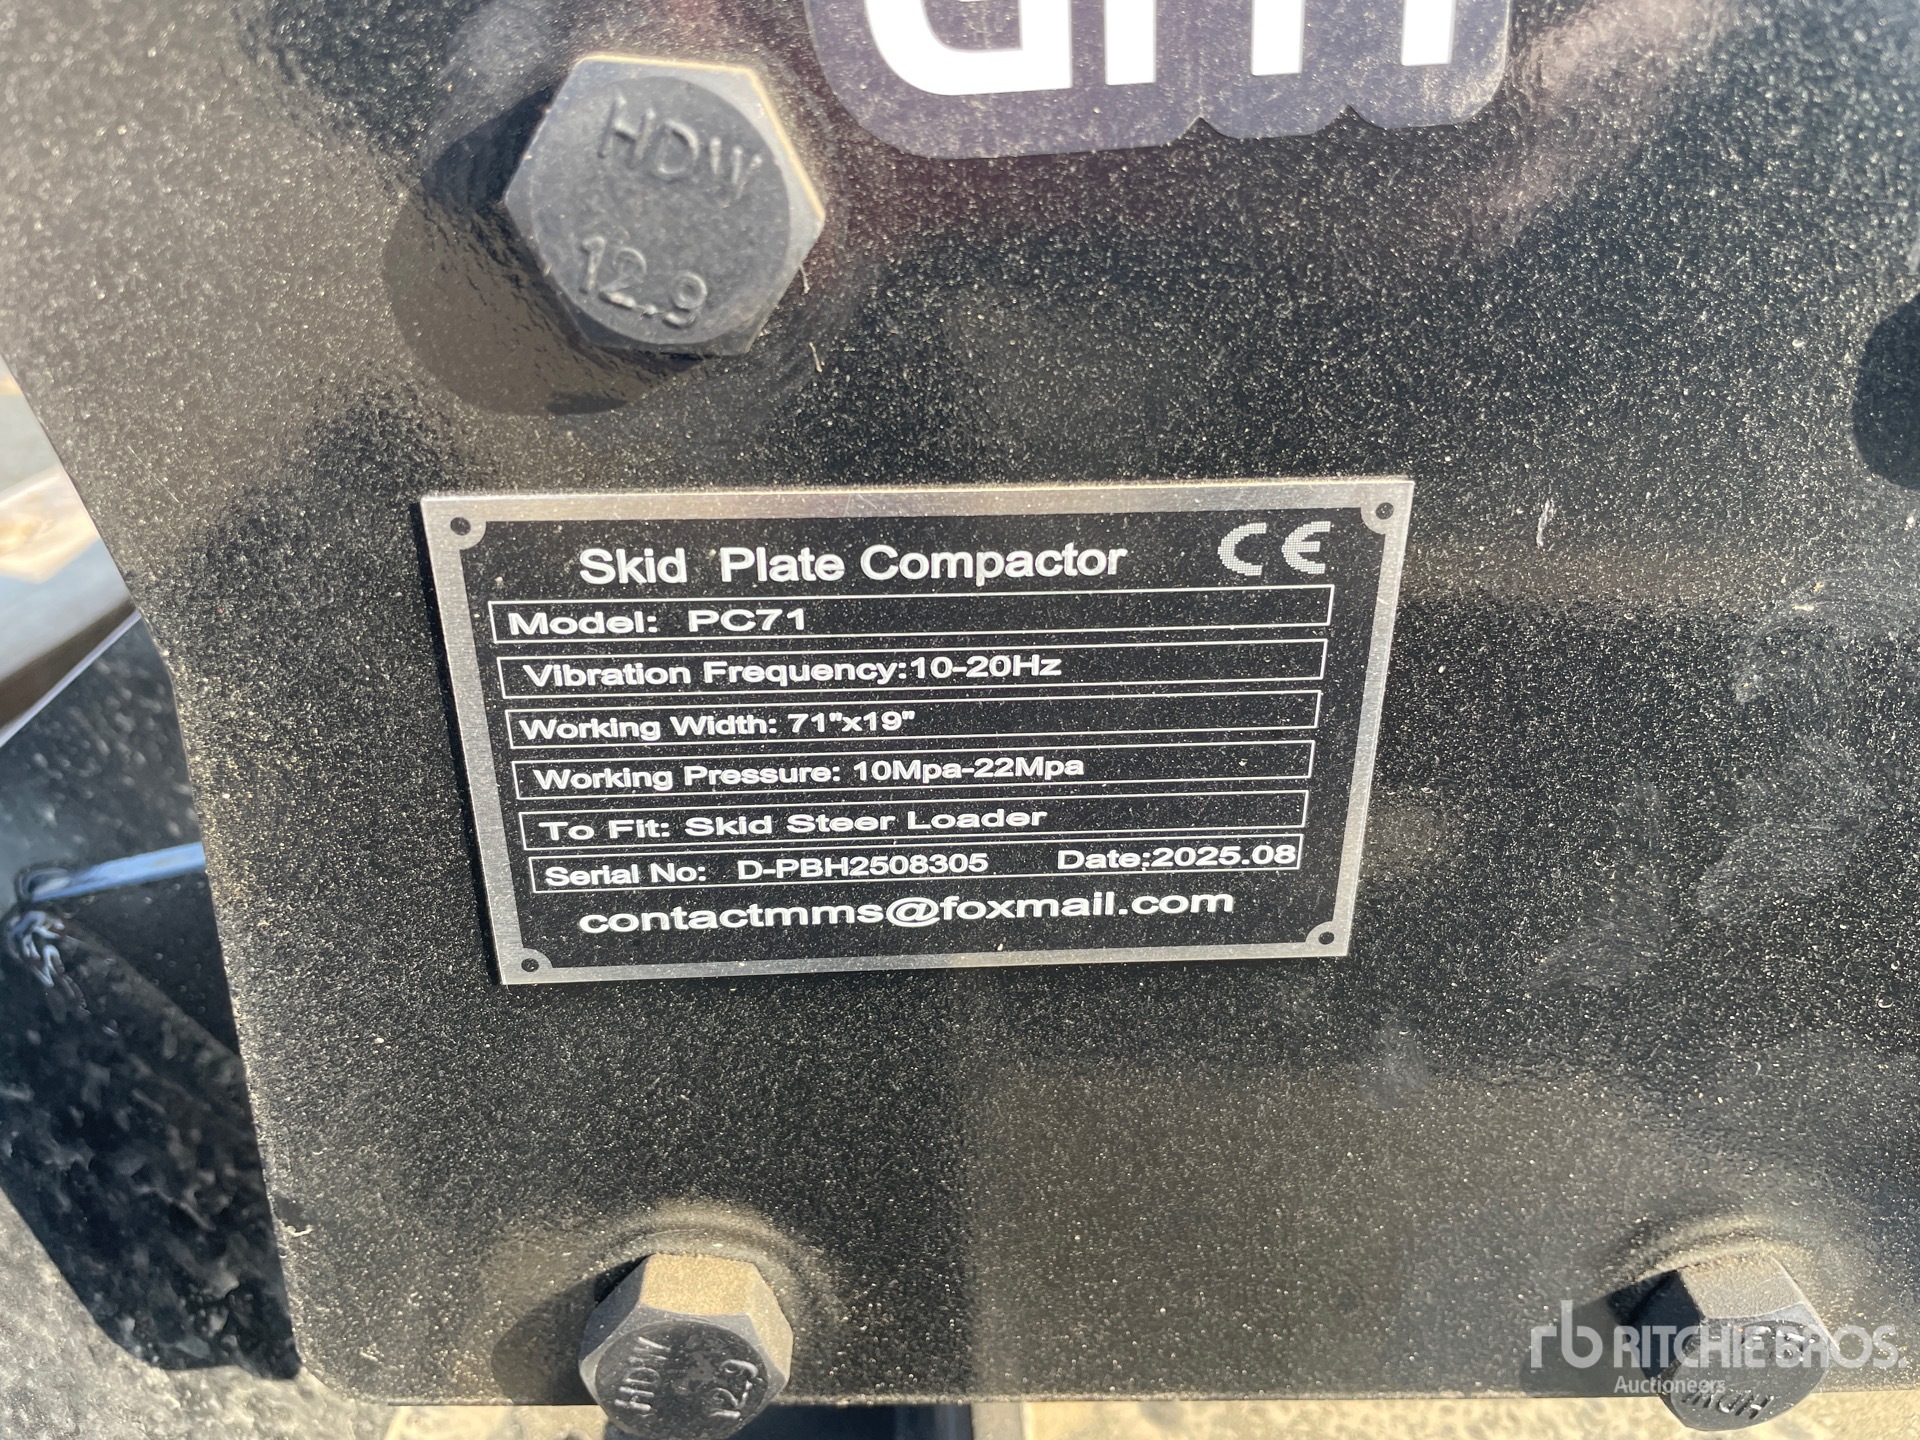 HDW
12.9
Skid Plate Compactor CE
Model: PC71
Vibration Frequency:10-20Hz
Working Width: 71"x19"
Working Pressure: 10Mpa-22Mpa
To Fit: Skid Steer Loader
Serial No: D-PBH2508305 Date:2025.08
contactmms@foxmail.com
HDW
12.9
HDW
rb RITCHIE BROS.
Auctioneers